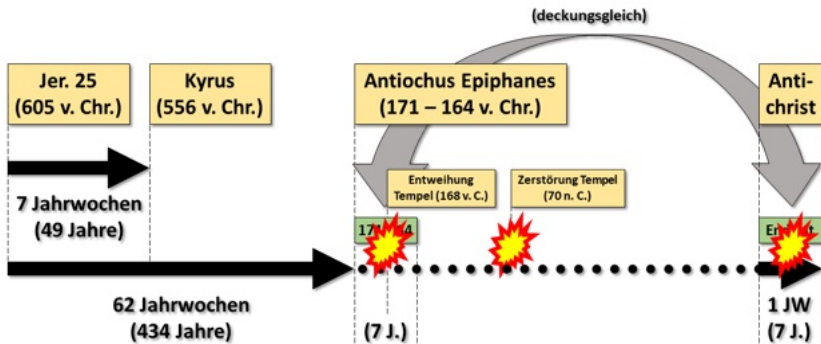 (deckungsgleich)
Jer. 25
(605 v. Chr.)
Kyrus
(556 v. Chr.)
Antiochus Epiphanes
(171 – 164 v. Chr.)
Anti-
christ
Entweihung
Tempel (168 v. C.)
Zerstörung Tempel
(70 n. C.)
7 Jahrwochen
(49 Jahre)
62 Jahrwochen
(434 Jahre)
(7 J.)
1 JW
(7 J.)